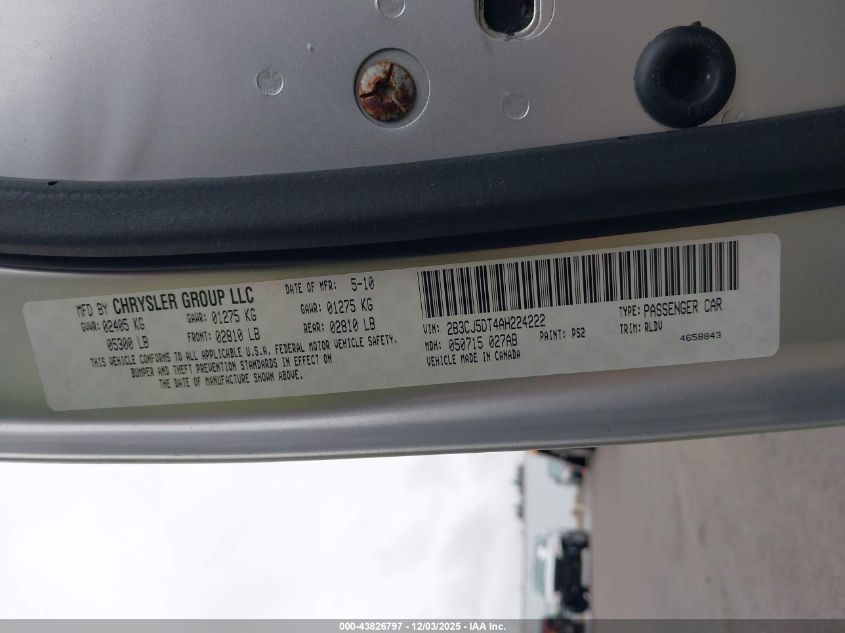 MFD BY CHRYSLER GROUP LLC DATE OF MFR: 5-10
GVWR: 02405 KG GAWR: 01275 KG GAWR: 01275 KG
05300 LB FRONT: 02810 LB REAR: 02810 LB
THIS VEHICLE CONFORMS TO ALL APPLICABLE U.S.A. FEDERAL MOTOR VEHICLE SAFETY,
BUMPER AND THEFT PREVENTION STANDARDS IN EFFECT ON
THE DATE OF MANUFACTURE SHOWN ABOVE.
VIN: 2B3CJ5DT4AH224222 TYPE: PASSENGER CAR
MDH: 050715 027AB PAINT: PS2 TRIM: RLDV
VEHICLE MADE IN CANADA 4658843
000-43826797 - 12/03/2025 - IAA Inc.